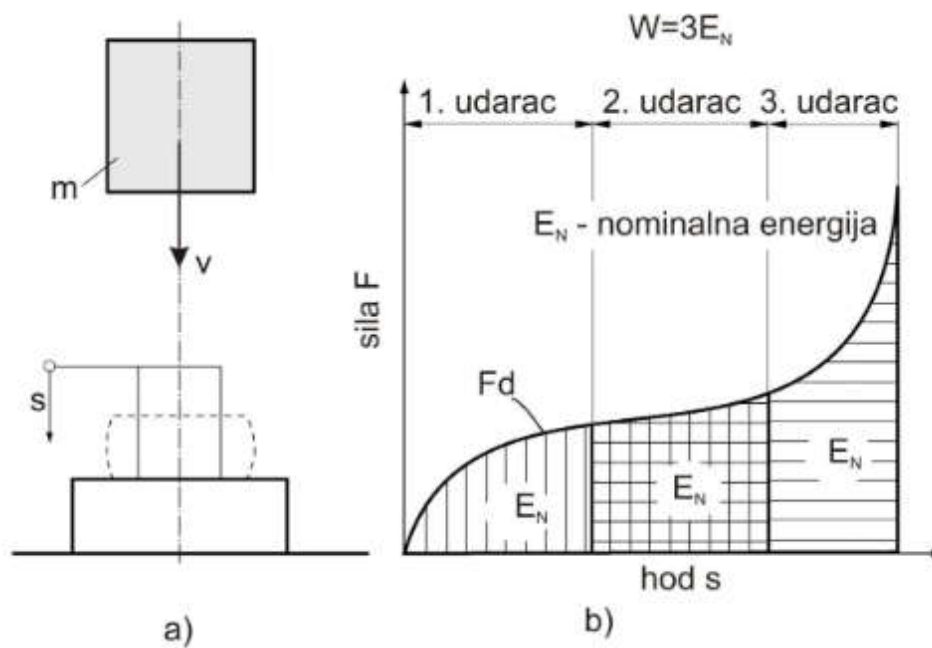 m
v
s
a)
W=3E_N
1. udarac
2. udarac
3. udarac
E_N - nominalna energija
sila F
Fd
E_N
E_N
E_N
hod s
b)